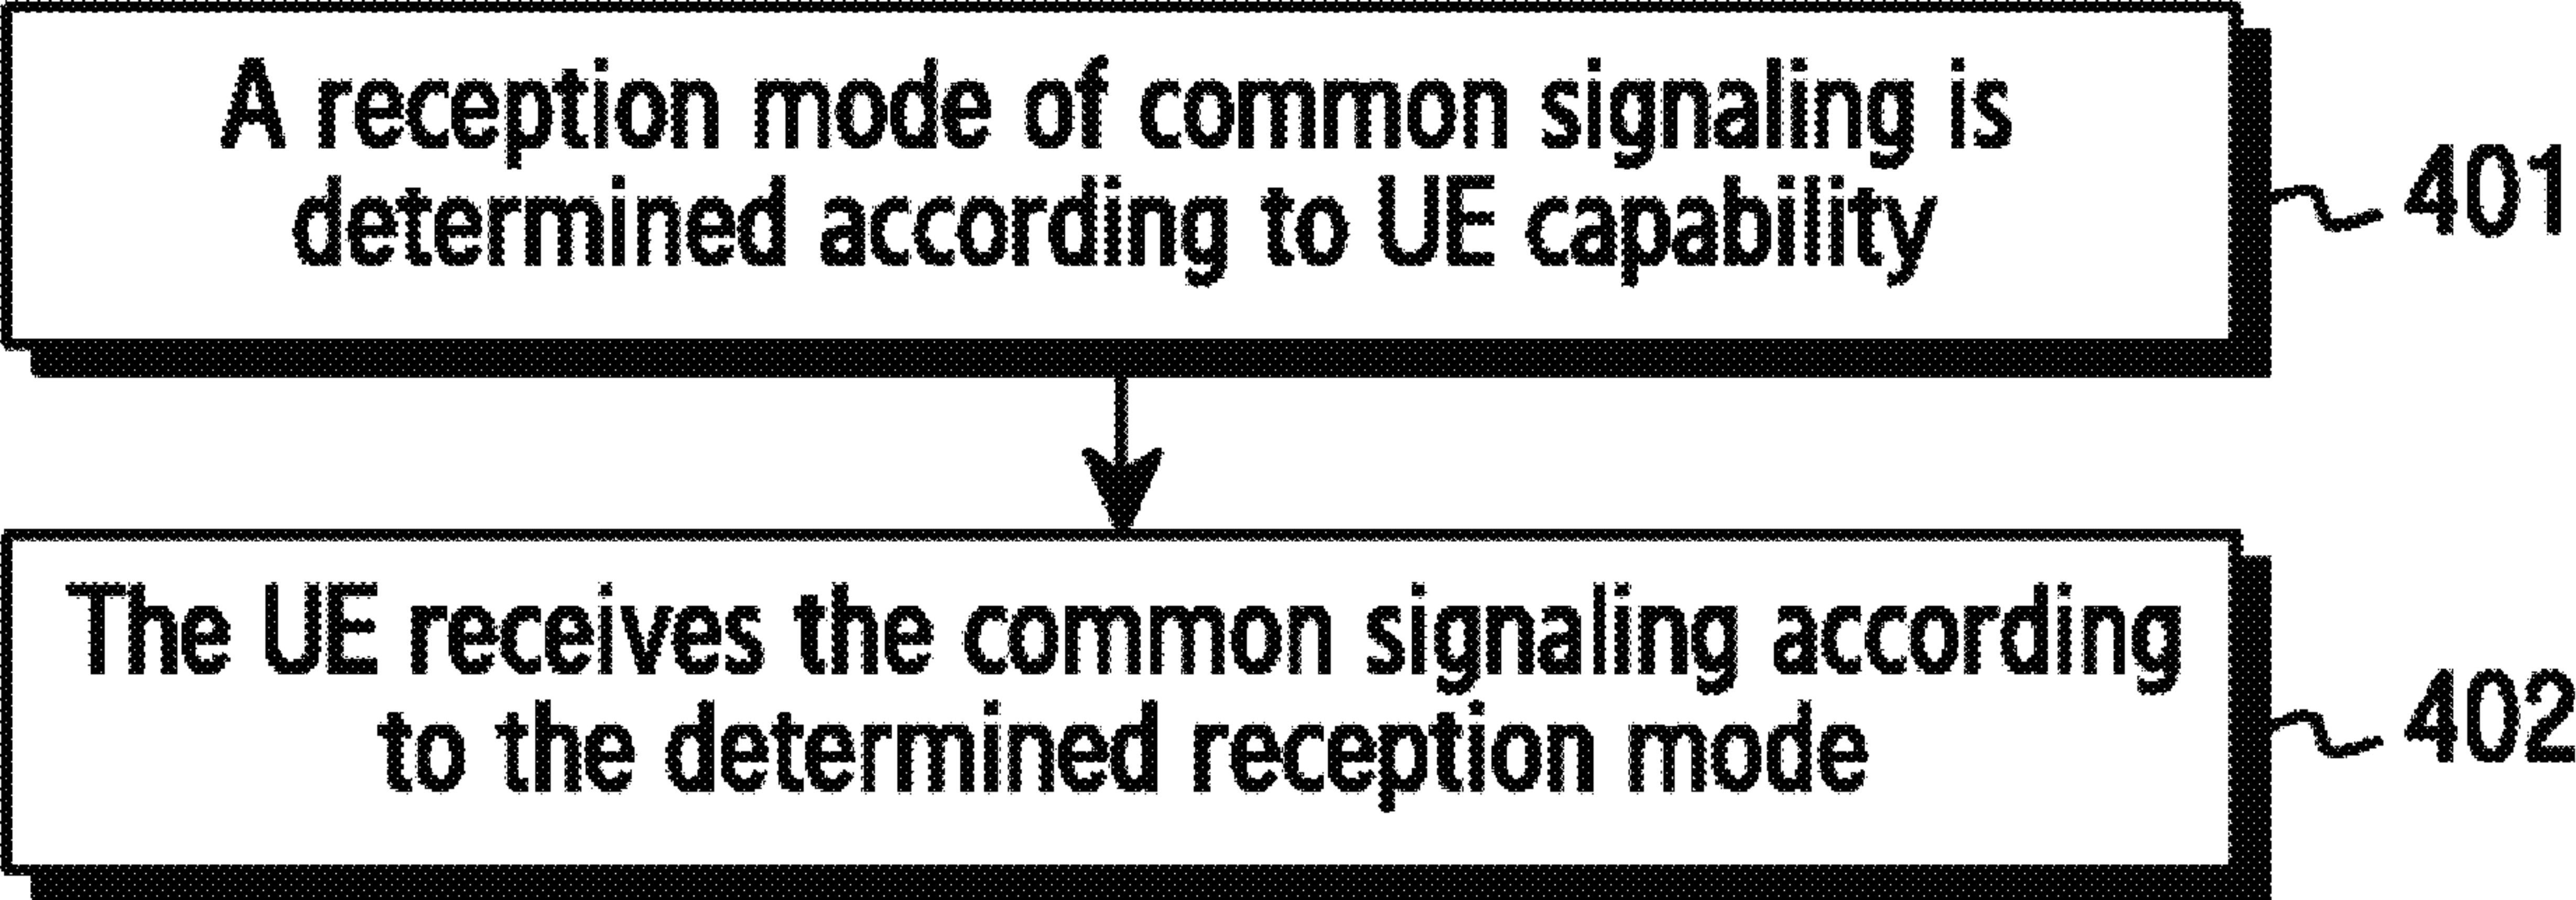 A reception mode of common signaling is
determined according to UE capability
401
The UE receives the common signaling according
to the determined reception mode
402